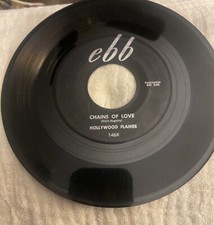 ebb
CHAINS OF LOVE
HOLLYWOOD FLAMES
146X